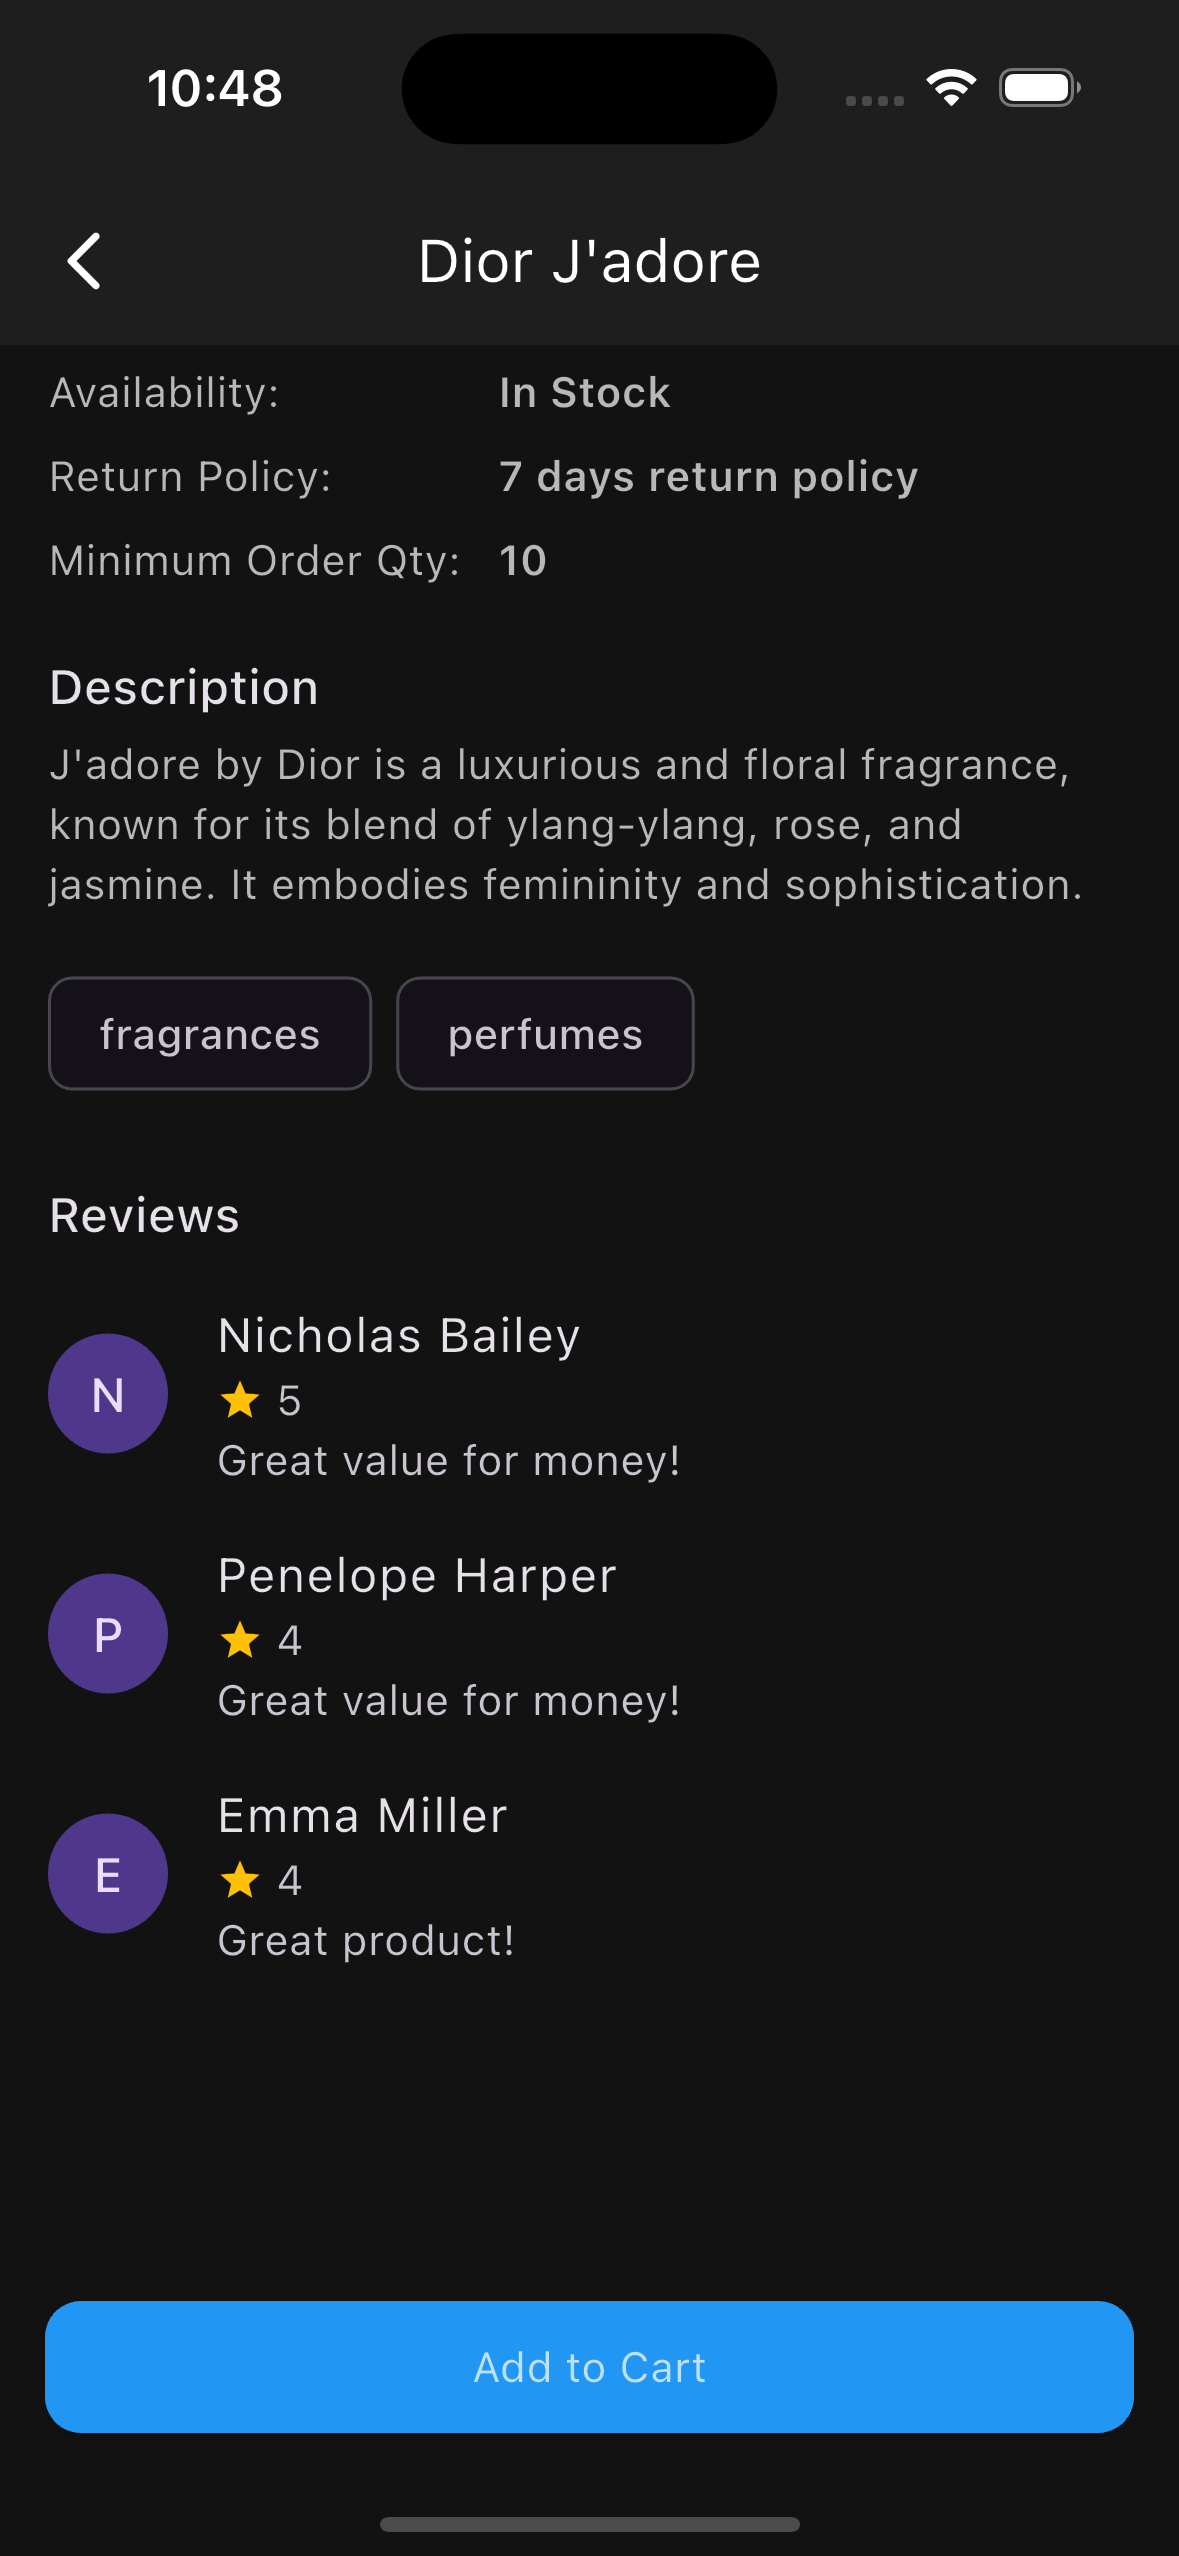 10:48
Dior J'adore
Availability: In Stock
Return Policy: 7 days return policy
Minimum Order Qty: 10
Description
J'adore by Dior is a luxurious and floral fragrance,
known for its blend of ylang-ylang, rose, and
jasmine. It embodies femininity and sophistication.
fragrances perfumes
Reviews
N
Nicholas Bailey
5
Great value for money!
P
Penelope Harper
4
Great value for money!
E
Emma Miller
4
Great product!
Add to Cart